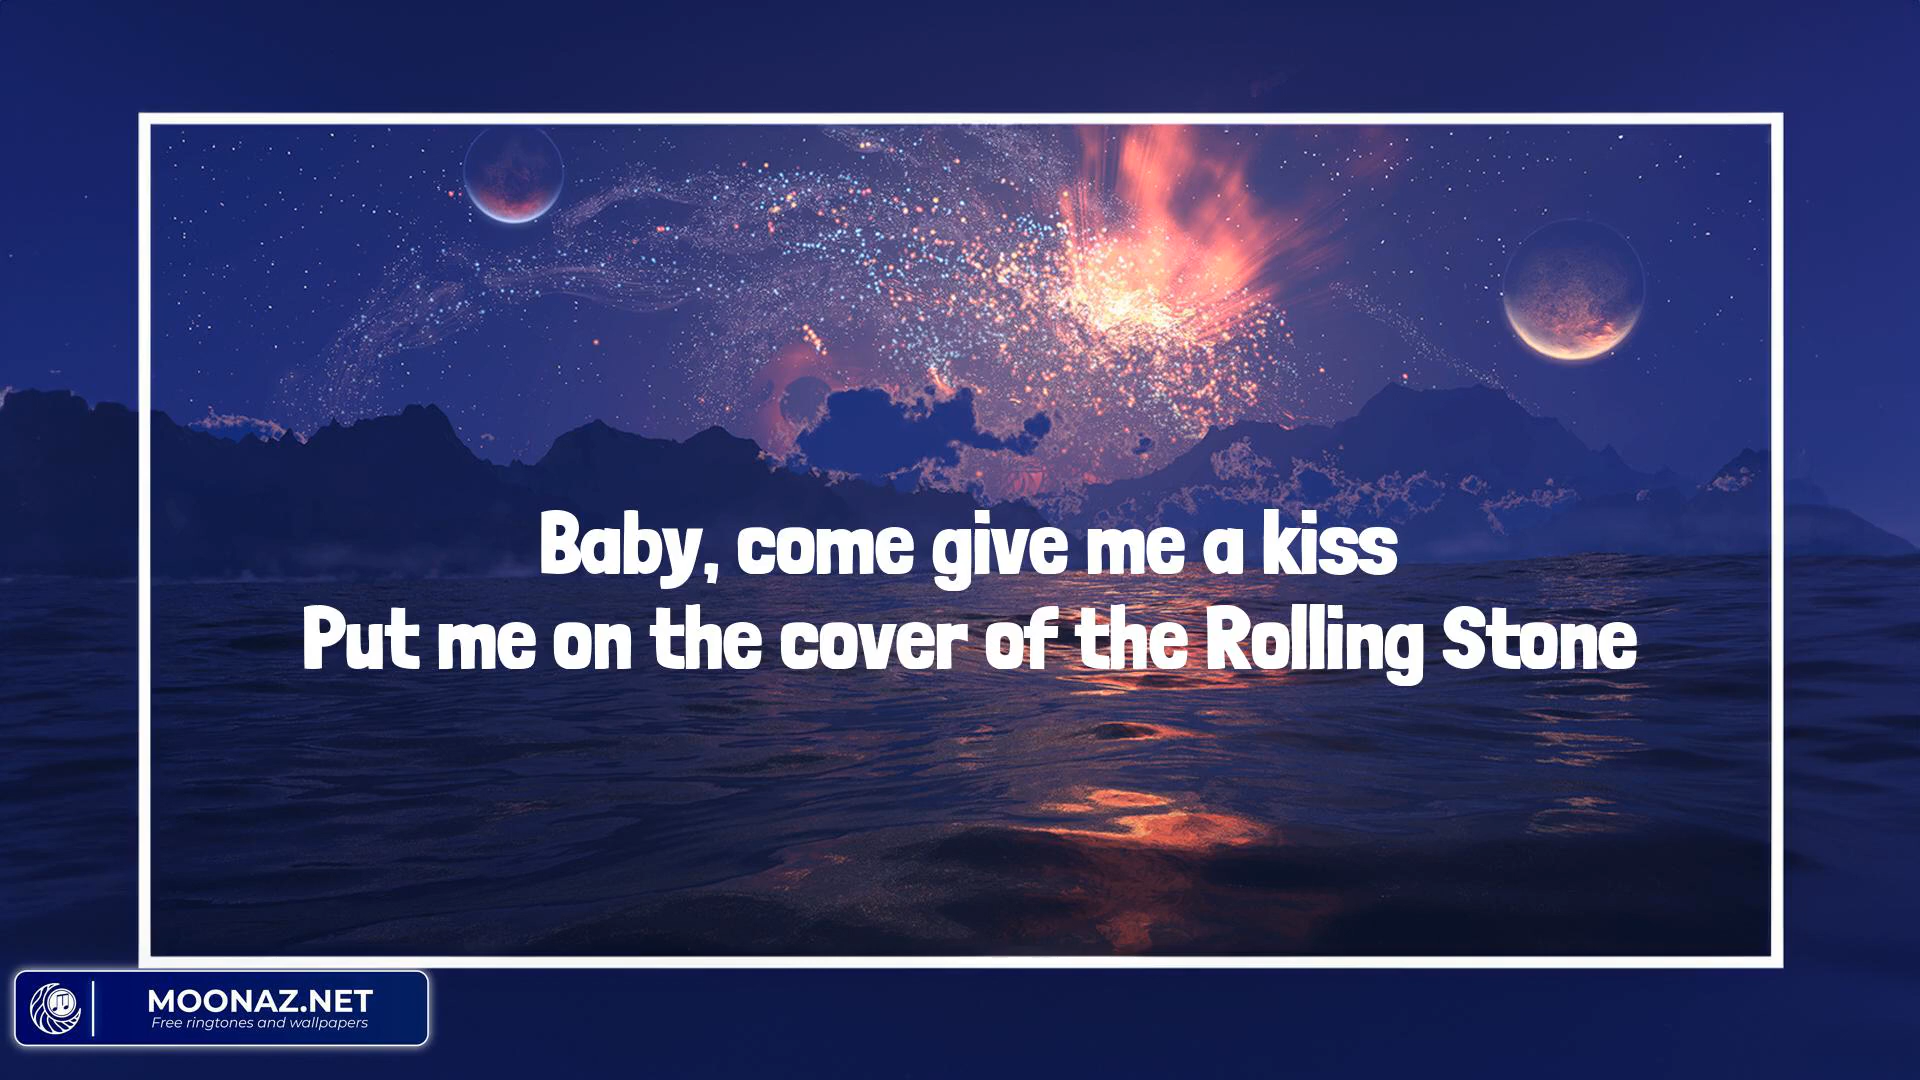 Baby, come give me a kiss
Put me on the cover of the Rolling Stone
MOONAZ.NET
Free ringtones and wallpapers